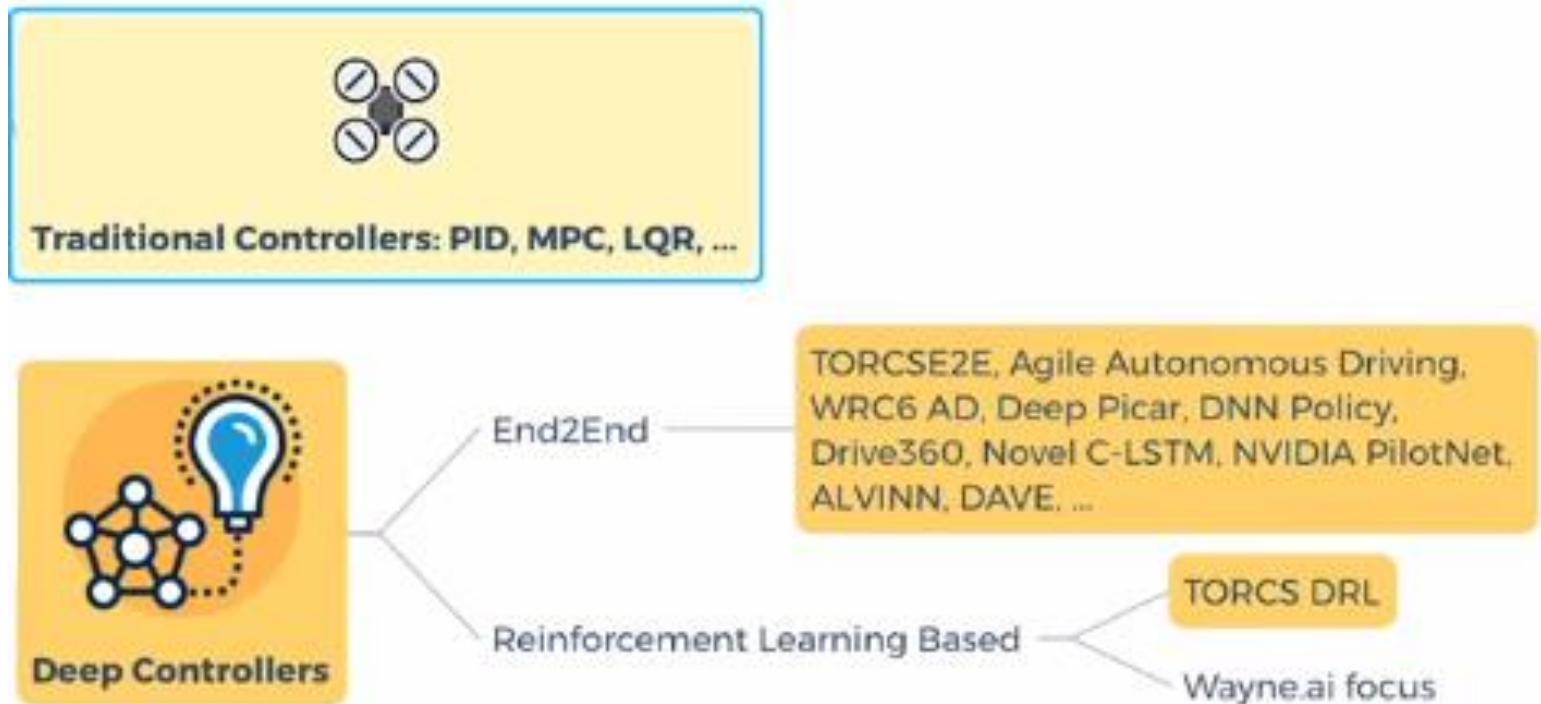 Traditional Controllers: PID, MPC, LQR, ...
End2End
TORCSE2E, Agile Autonomous Driving,
WRC6 AD, Deep Picar, DNN Policy,
Drive360, Novel C-LSTM, NVIDIA PilotNet,
ALVINN, DAVE, ...
Deep Controllers
Reinforcement Learning Based
TORCS DRL
Wayne.ai focus